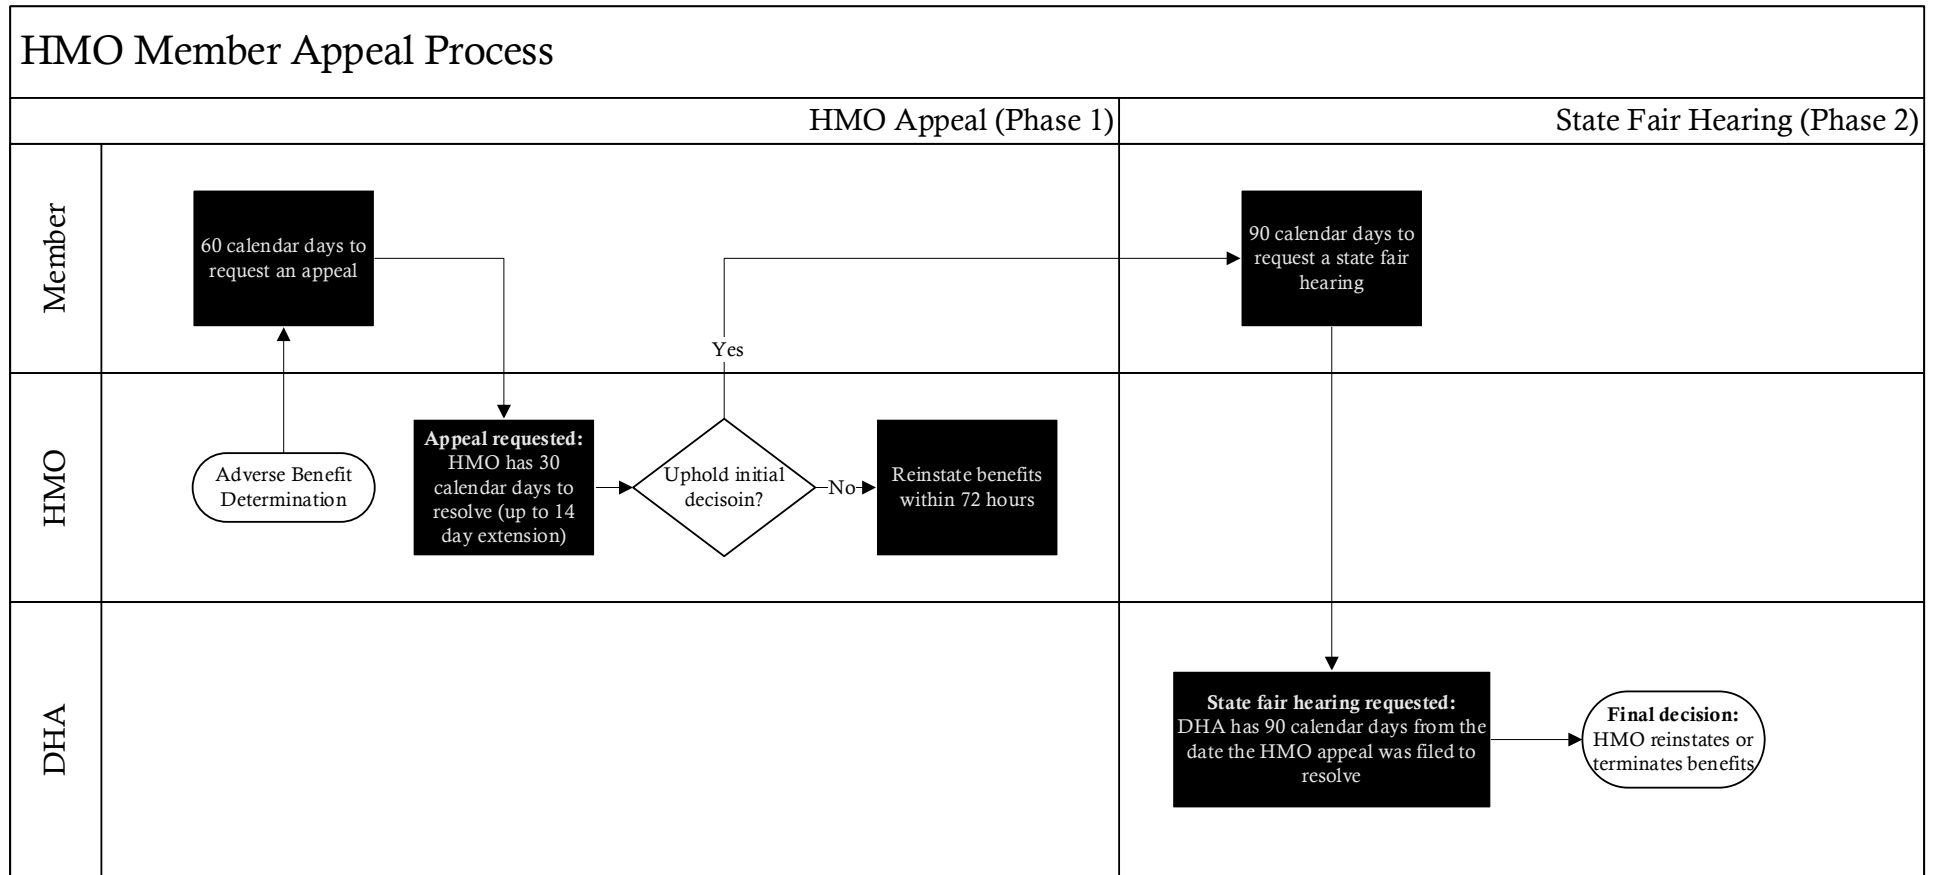 HMO Member Appeal Process
HMO Appeal (Phase 1)
State Fair Hearing (Phase 2)
Member
60 calendar days to
request an appeal
90 calendar days to
request a state fair
hearing
Yes
HMO
Adverse Benefit
Determination
Appeal requested:
HMO has 30
calendar days to
resolve (up to 14
day extension)
Uphold initial
decisoin?
No
Reinstate benefits
within 72 hours
DHA
State fair hearing requested:
DHA has 90 calendar days from the
date the HMO appeal was filed to
resolve
Final decision:
HMO reinstates or
terminates benefits